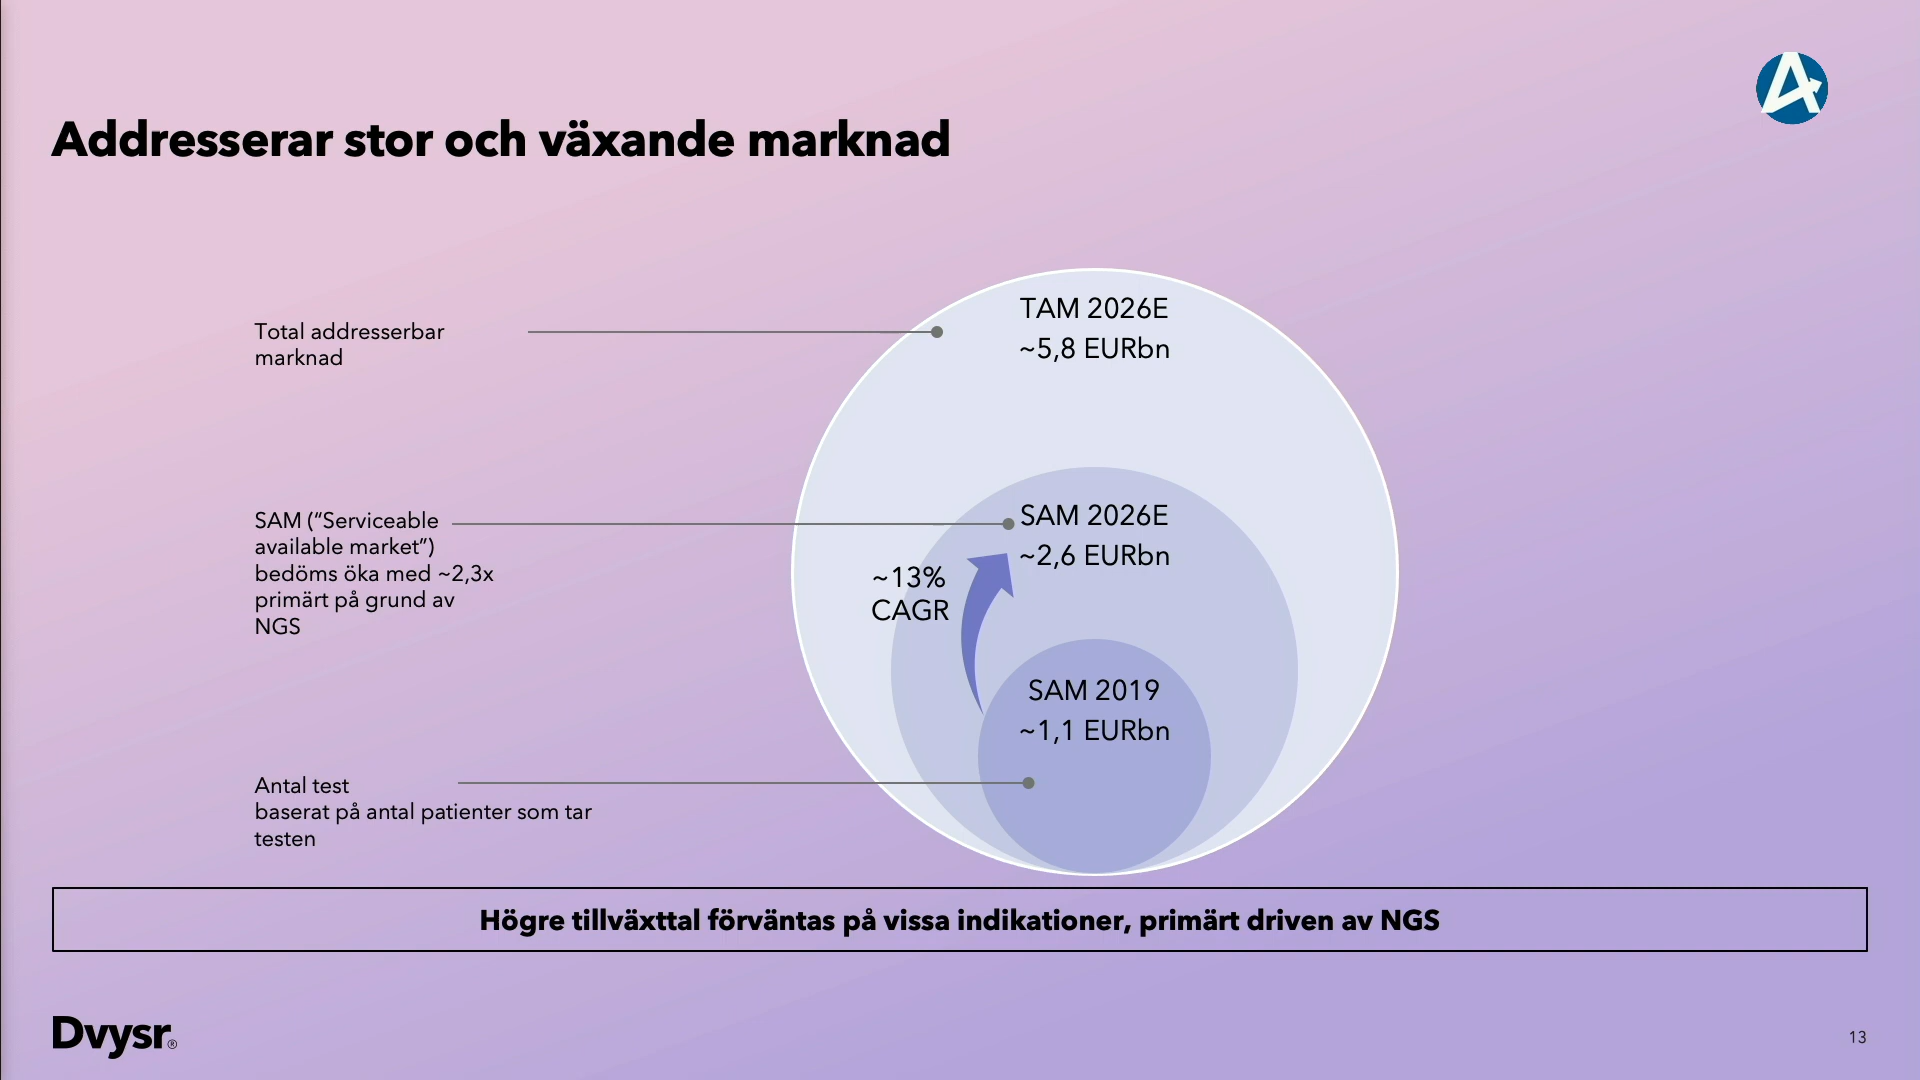 Addresserar stor och växande marknad
Total addresserbar
marknad
TAM 2026E
~5,8 EURbn
SAM (“Serviceable
available market”)
bedöms öka med ~2,3x
primärt på grund av
NGS
SAM 2026E
~2,6 EURbn
~13%
CAGR
SAM 2019
~1,1 EURbn
Antal test
baserat på antal patienter som tar
testen
Högre tillväxttal förväntas på vissa indikationer, primärt driven av NGS
Dvysr®
13